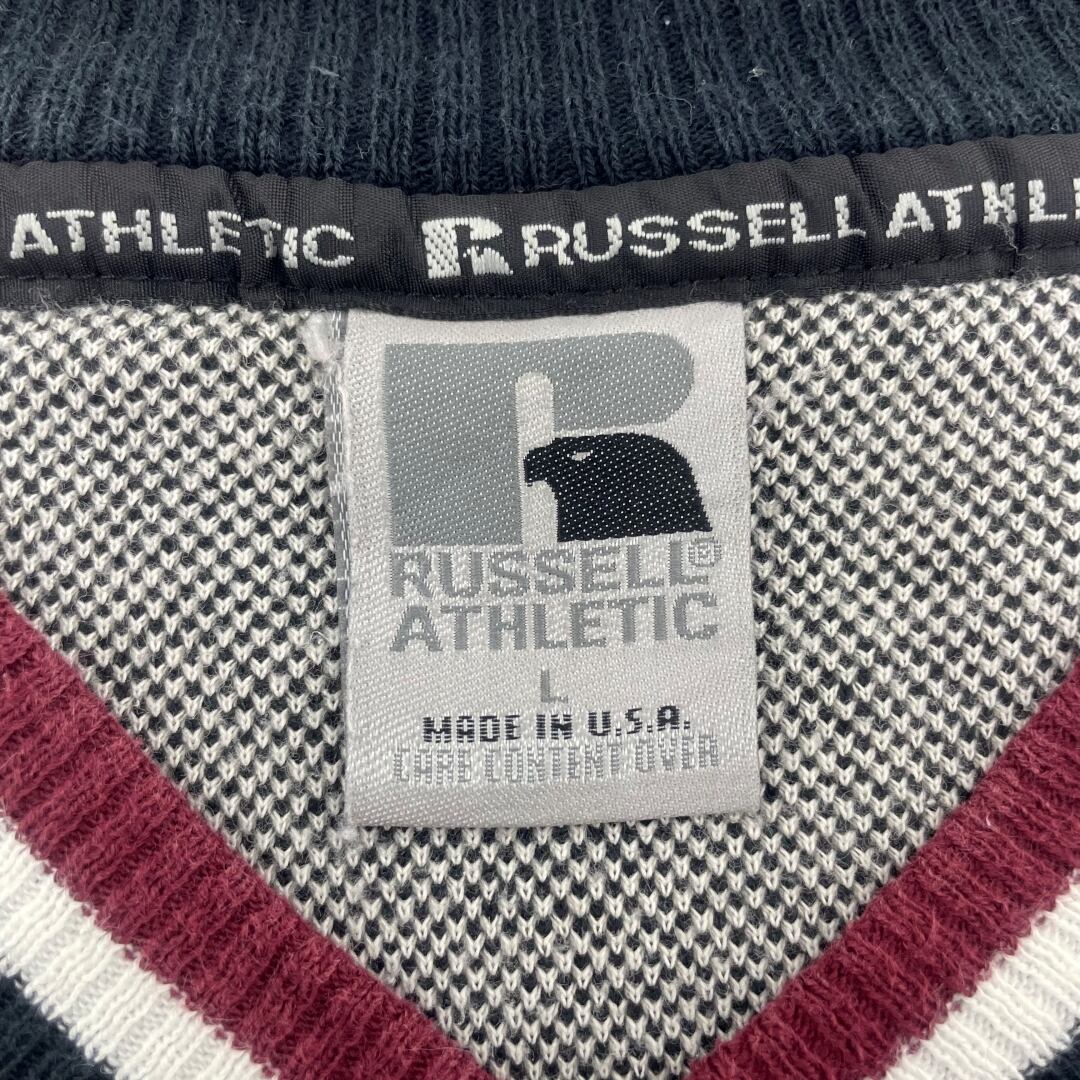 ATHLETIC R RUSSELL ATHL
RUSSELL®
ATHLETIC
L
MADE IN U.S.A.
CARE CONTENT OVER